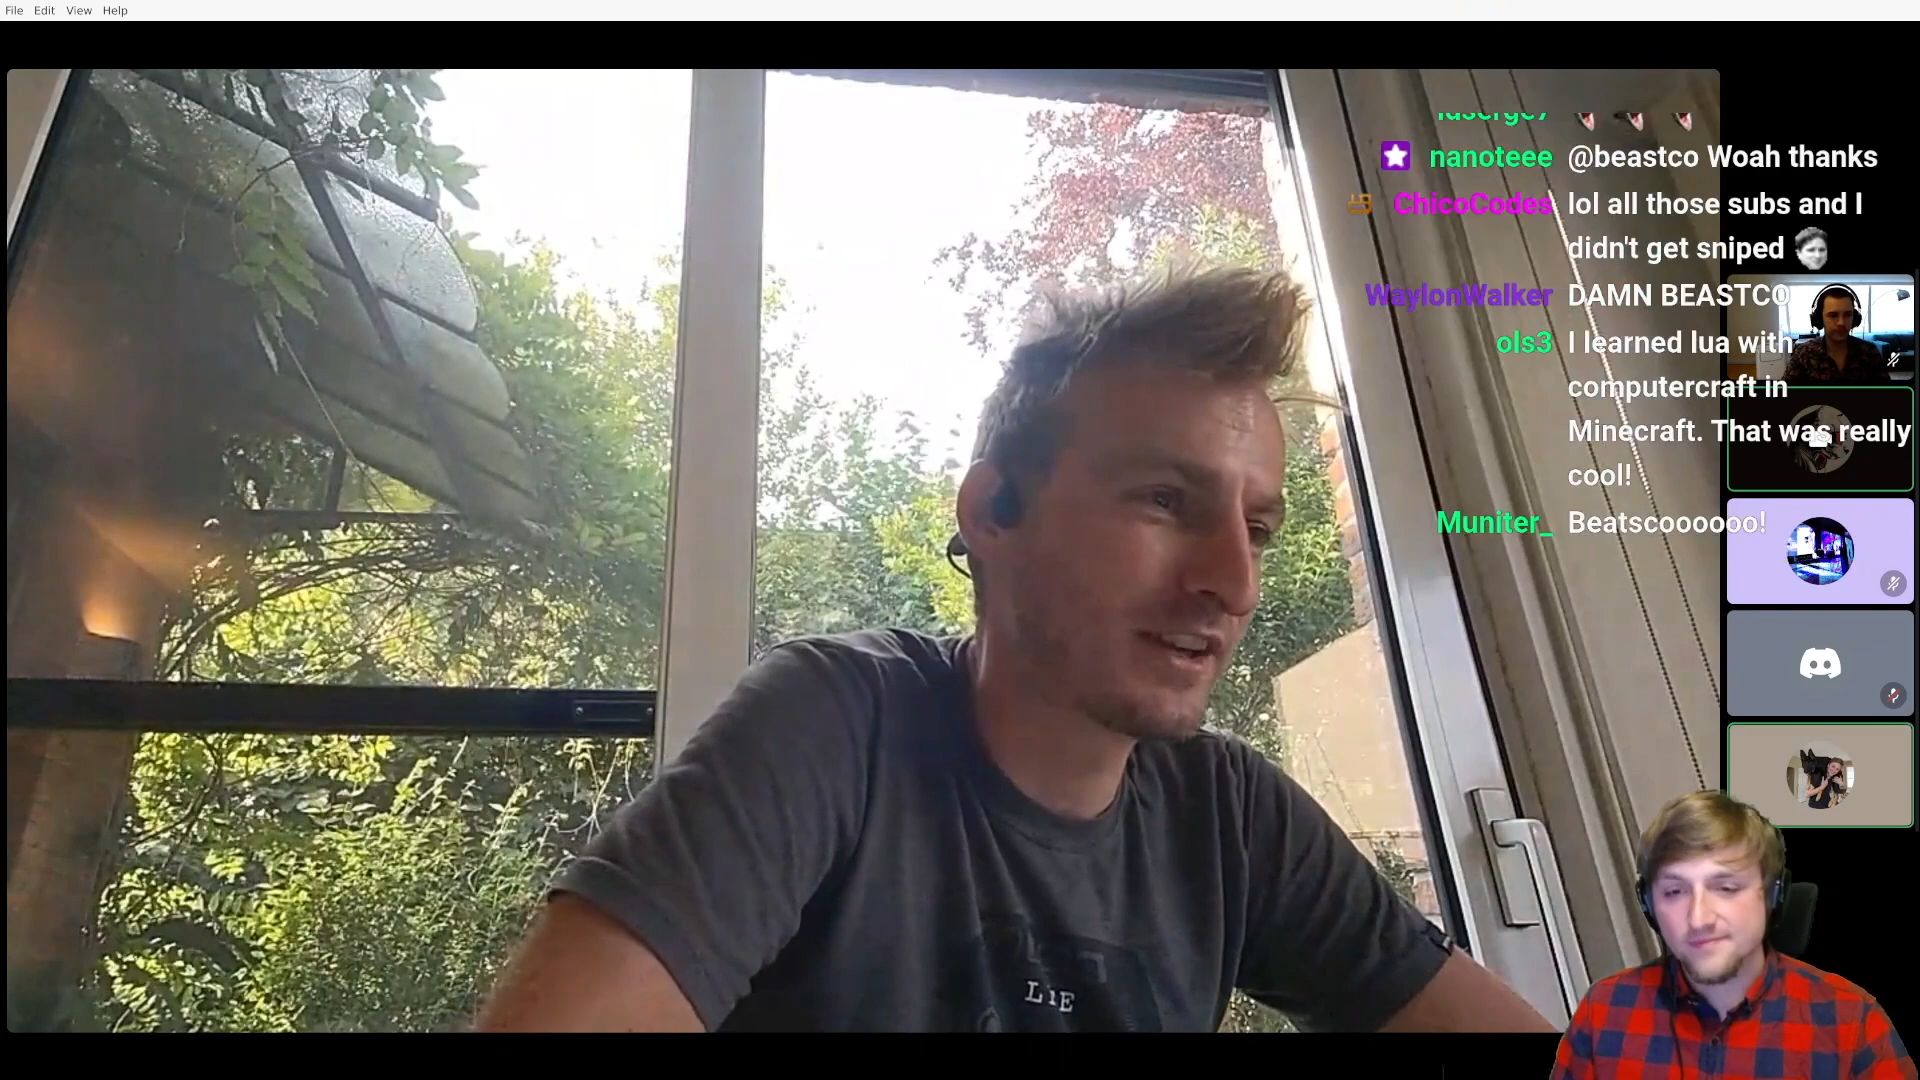 File Edit View Help
nanoteee @beastco Woah thanks
ChicoCodes lol all those subs and I
didn't get sniped
WaylonWalker DAMN BEASTCO
ols3 I learned lua with
computercraft in
Minecraft. That was really
cool!
Muniter_ Beatscoooooo!